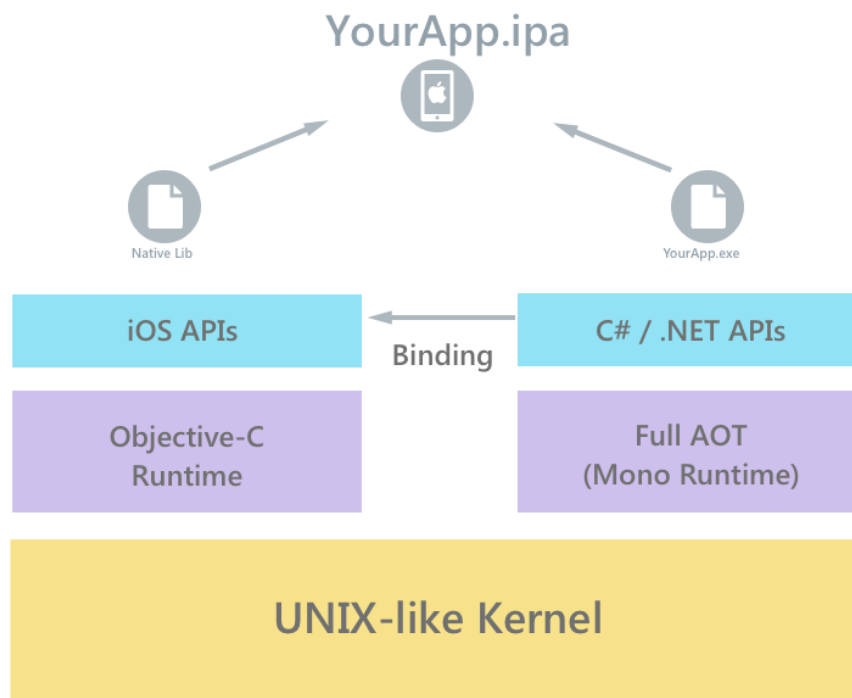 YourApp.ipa
Native Lib
YourApp.exe
iOS APIs
C# / .NET APIs
Binding
Objective-C
Runtime
Full AOT
(Mono Runtime)
UNIX-like Kernel